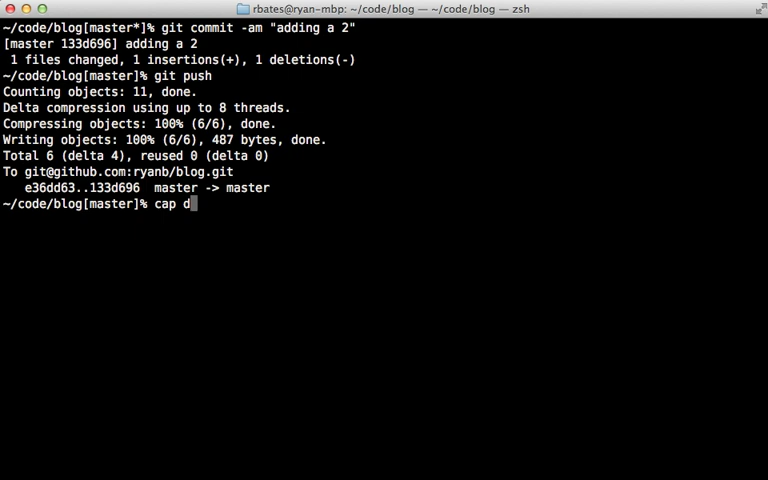 rbates@ryan-mbp: ~/code/blog — ~/code/blog — zsh
~/code/blog[master*]% git commit -am "adding a 2"
[master 133d696] adding a 2
 1 files changed, 1 insertions(+), 1 deletions(-)
~/code/blog[master]% git push
Counting objects: 11, done.
Delta compression using up to 8 threads.
Compressing objects: 100% (6/6), done.
Writing objects: 100% (6/6), 487 bytes, done.
Total 6 (delta 4), reused 0 (delta 0)
To git@github.com:ryanb/blog.git
   e36dd63..133d696  master -> master
~/code/blog[master]% cap d